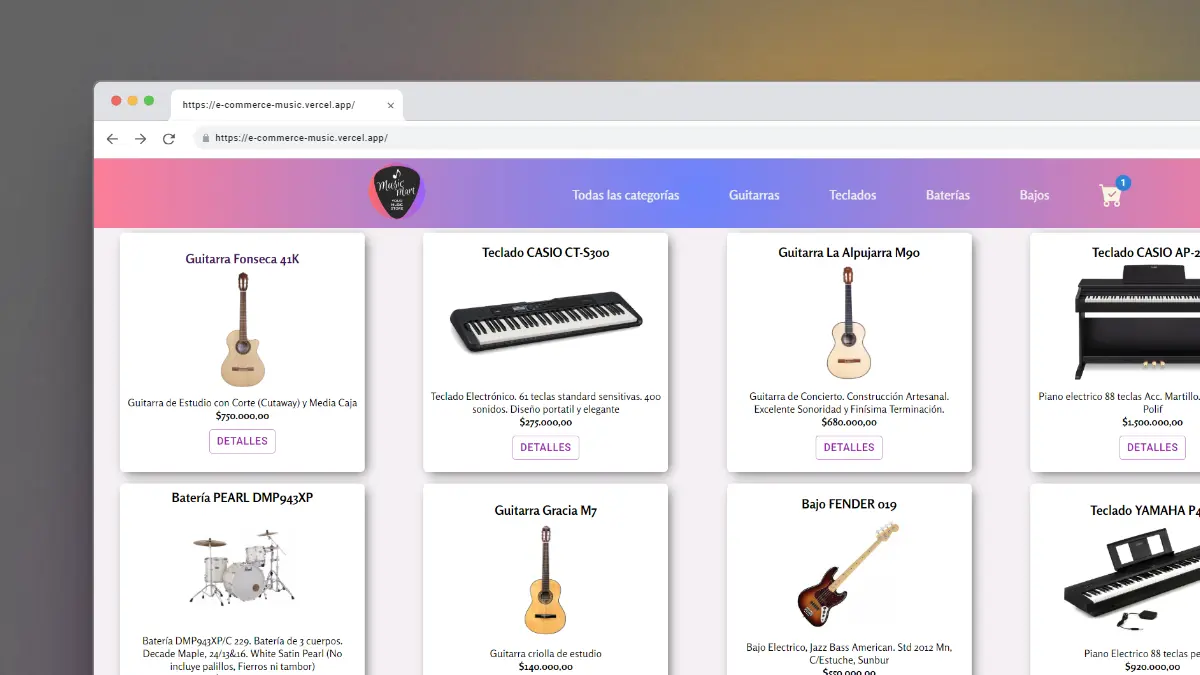 https://e-commerce-music.vercel.app/
https://e-commerce-music.vercel.app/
Music
Mart
YOUR
MUSIC
STORE
Todas las categorías
Guitarras
Teclados
Baterías
Bajos
1
Guitarra Fonseca 41K
Guitarra de Estudio con Corte (Cutaway) y Media Caja
$750.000,00
DETALLES
Teclado CASIO CT-S300
Teclado Electrónico. 61 teclas standard sensitivas. 400
sonidos. Diseño portatil y elegante
$275.000,00
DETALLES
Guitarra La Alpujarra M90
Guitarra de Concierto. Construcción Artesanal.
Excelente Sonoridad y Finísima Terminación.
$680.000,00
DETALLES
Teclado CASIO AP-2
Piano electrico 88 teclas Acc. Martillo.
Polif
$1.500.000,00
DETALLES
Batería PEARL DMP943XP
Batería DMP943XP/C 229. Batería de 3 cuerpos.
Decade Maple, 24/13&16. White Satin Pearl (No
incluye palillos, Fierros ni tambor)
Guitarra Gracia M7
Guitarra criolla de estudio
$140.000,00
Bajo FENDER 019
Bajo Electrico, Jazz Bass American. Std 2012 Mn,
C/Estuche, Sunbur
$550.000,00
Teclado YAMAHA P4
Piano Electrico 88 teclas pe
$920.000,00